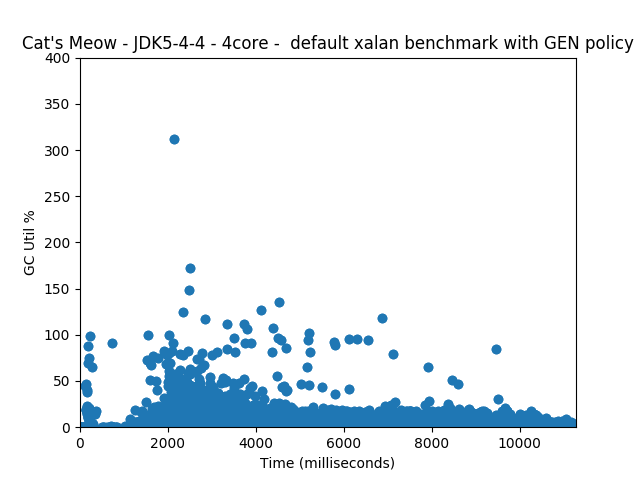 Cat's Meow - JDK5-4-4 - 4core -  default xalan benchmark with GEN policy
400
350
300
250
200
150
100
50
0
GC Util %
0 2000 4000 6000 8000 10000
Time (milliseconds)